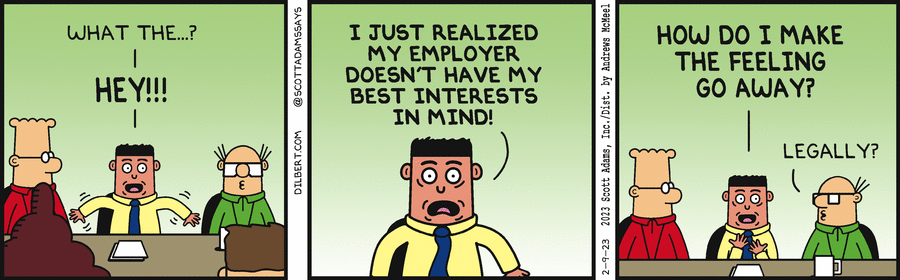 WHAT THE...?
HEY!!!
DILBERT.COM @SCOTTADAMSSAYS
I JUST REALIZED
MY EMPLOYER
DOESN'T HAVE MY
BEST INTERESTS
IN MIND!
2-9-23 2023 Scott Adams, Inc./Dist. by Andrews McMeel
HOW DO I MAKE
THE FEELING
GO AWAY?
LEGALLY?